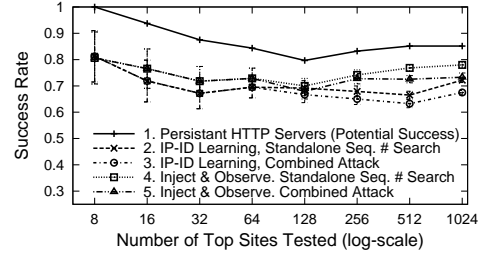 1
0.9
0.8
0.7
0.6
0.5
0.4
0.3
Success Rate
1. Persistant HTTP Servers (Potential Success)
2. IP-ID Learning, Standalone Seq. # Search
3. IP-ID Learning, Combined Attack
4. Inject & Observe. Standalone Seq. # Search
5. Inject & Observe. Combined Attack
8 16 32 64 128 256 512 1024
Number of Top Sites Tested (log-scale)